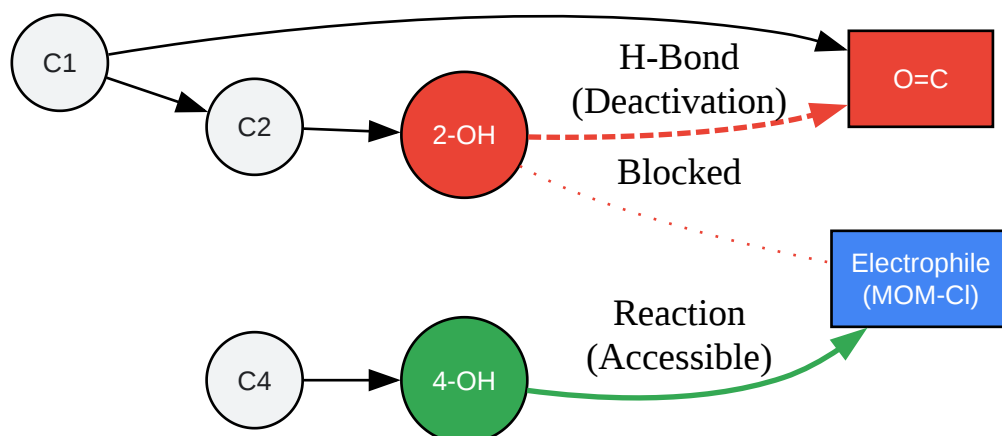 C1
H-Bond
(Deactivation)
O=C
C2
2-OH
Blocked
Electrophile
(MOM-Cl)
Reaction
(Accessible)
C4
4-OH